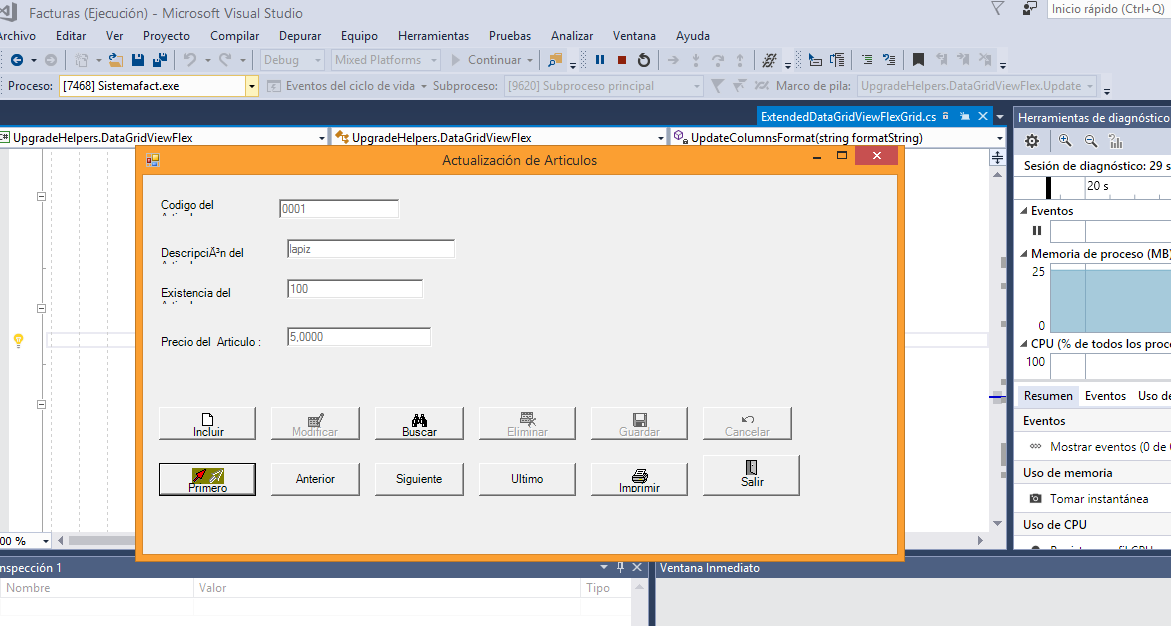 Facturas (Ejecución) - Microsoft Visual Studio
Inicio rápido (Ctrl+Q)
Archivo Editar Ver Proyecto Compilar Depurar Equipo Herramientas Pruebas Analizar Ventana Ayuda
Debug Mixed Platforms Continuar
Proceso: [7468] Sistemafact.exe Eventos del ciclo de vida Subproceso: [9620] Subproceso principal Marco de pila: UpgradeHelpers.DataGridViewFlex.Update
ExtendedDataGridViewFlexGrid.cs
UpgradeHelpers.DataGridViewFlex UpgradeHelpers.DataGridViewFlex UpdateColumnsFormat(string formatString)
Actualización de Articulos
Codigo del
0001
DescripciÃ³n del
lapiz
Existencia del
100
Precio del Articulo :
5,0000
Incluir Modificar Buscar Eliminar Guardar Cancelar
Primero Anterior Siguiente Ultimo Imprimir Salir
Herramientas de diagnóstico
Sesión de diagnóstico: 29 s
20 s
Eventos
Memoria de proceso (MB)
25
0
CPU (% de todos los proce
100
Resumen Eventos Uso de
Eventos
Mostrar eventos (0 de
Uso de memoria
Tomar instantánea
Uso de CPU
00 %
nspección 1
Nombre Valor Tipo
Ventana Inmediato